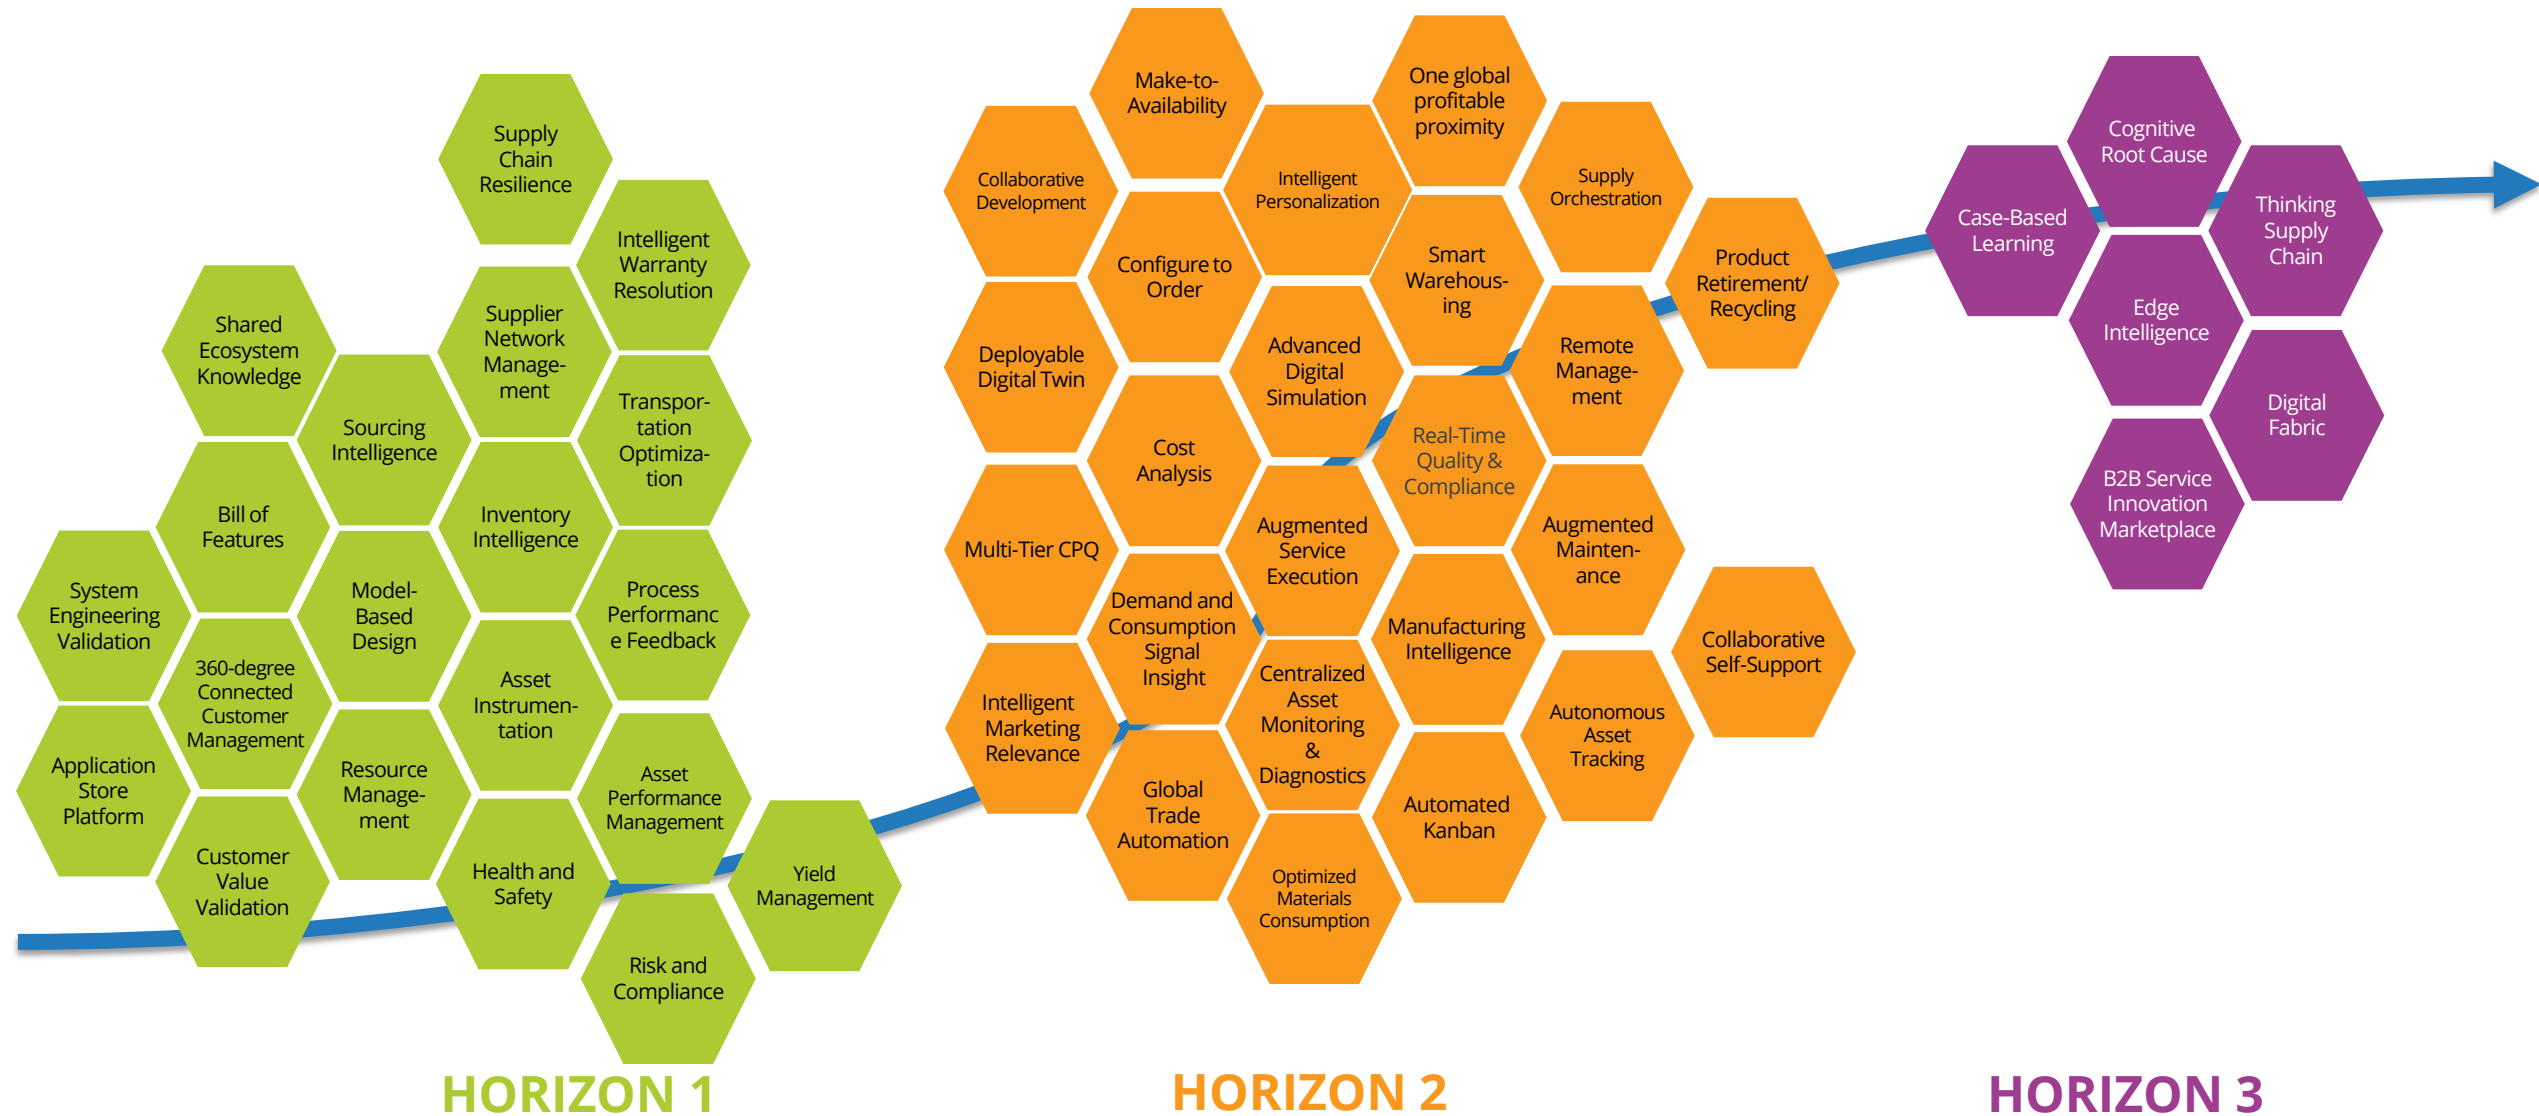 Supply
Chain
Resilience
Intelligent
Warranty
Resolution
Shared
Ecosystem
Knowledge
Supplier
Network
Manage-
ment
Sourcing
Intelligence
Transpor-
tation
Optimiza-
tion
Bill of
Features
Inventory
Intelligence
System
Engineering
Validation
Model-
Based
Design
Process
Performanc
e Feedback
360-degree
Connected
Customer
Management
Asset
Instrumen-
tation
Application
Store
Platform
Resource
Manage-
ment
Asset
Performance
Management
Customer
Value
Validation
Health and
Safety
Yield
Management
Risk and
Compliance
HORIZON 1
Make-to-
Availability
One global
profitable
proximity
Collaborative
Development
Intelligent
Personalization
Supply
Orchestration
Configure to
Order
Smart
Warehous-
ing
Product
Retirement/
Recycling
Deployable
Digital Twin
Advanced
Digital
Simulation
Remote
Manage-
ment
Cost
Analysis
Real-Time
Quality &
Compliance
Multi-Tier CPQ
Augmented
Service
Execution
Augmented
Mainten-
ance
Demand and
Consumption
Signal
Insight
Manufacturing
Intelligence
Collaborative
Self-Support
Intelligent
Marketing
Relevance
Centralized
Asset
Monitoring
&
Diagnostics
Autonomous
Asset
Tracking
Global
Trade
Automation
Automated
Kanban
Optimized
Materials
Consumption
HORIZON 2
Cognitive
Root Cause
Case-Based
Learning
Thinking
Supply
Chain
Edge
Intelligence
Digital
Fabric
B2B Service
Innovation
Marketplace
HORIZON 3